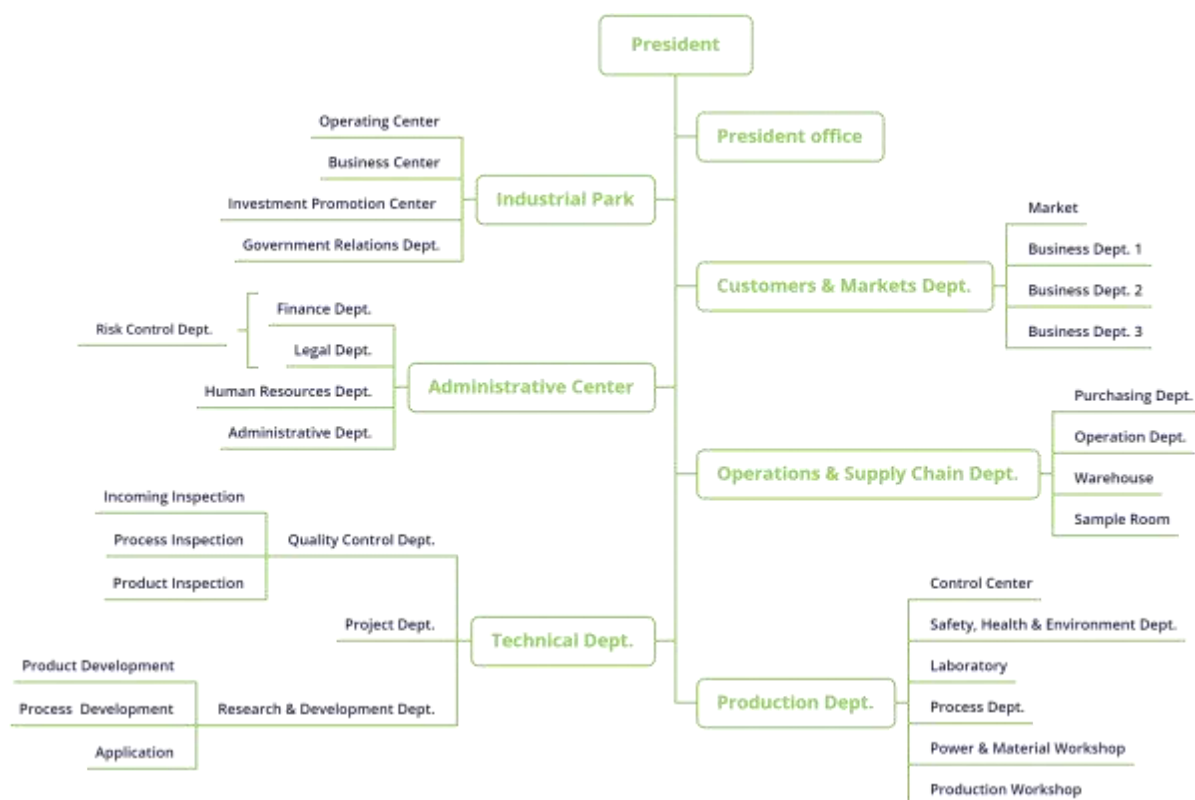 President
President office
Operating Center
Business Center
Investment Promotion Center
Government Relations Dept.
Industrial Park
Market
Business Dept. 1
Business Dept. 2
Business Dept. 3
Customers & Markets Dept.
Finance Dept.
Legal Dept.
Risk Control Dept.
Human Resources Dept.
Administrative Dept.
Administrative Center
Purchasing Dept.
Operation Dept.
Warehouse
Sample Room
Operations & Supply Chain Dept.
Incoming Inspection
Process Inspection
Product Inspection
Quality Control Dept.
Project Dept.
Technical Dept.
Product Development
Process  Development
Application
Research & Development Dept.
Control Center
Safety, Health & Environment Dept.
Laboratory
Process Dept.
Power & Material Workshop
Production Workshop
Production Dept.